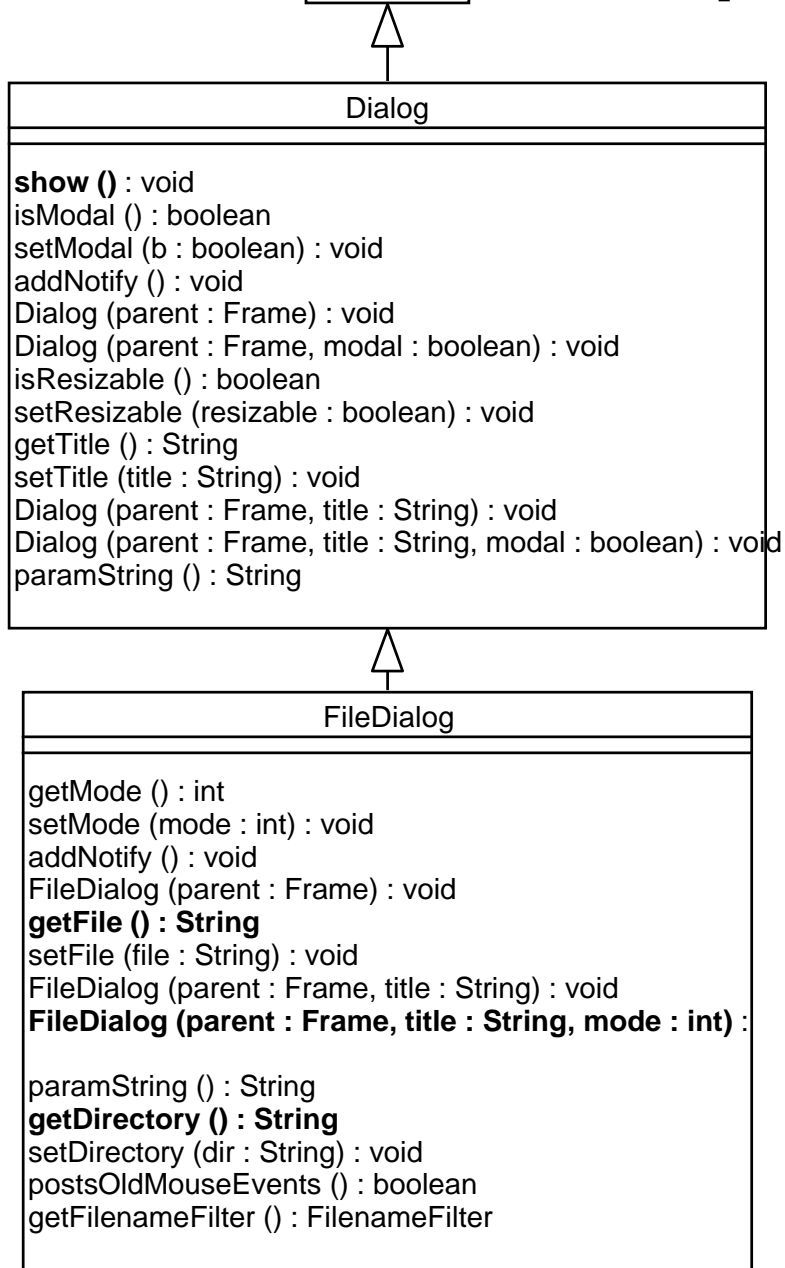 Dialog
show () : void
isModal () : boolean
setModal (b : boolean) : void
addNotify () : void
Dialog (parent : Frame) : void
Dialog (parent : Frame, modal : boolean) : void
isResizable () : boolean
setResizable (resizable : boolean) : void
getTitle () : String
setTitle (title : String) : void
Dialog (parent : Frame, title : String) : void
Dialog (parent : Frame, title : String, modal : boolean) : void
paramString () : String
FileDialog
getMode () : int
setMode (mode : int) : void
addNotify () : void
FileDialog (parent : Frame) : void
getFile () : String
setFile (file : String) : void
FileDialog (parent : Frame, title : String) : void
FileDialog (parent : Frame, title : String, mode : int) :
paramString () : String
getDirectory () : String
setDirectory (dir : String) : void
postsOldMouseEvents () : boolean
getFilenameFilter () : FilenameFilter